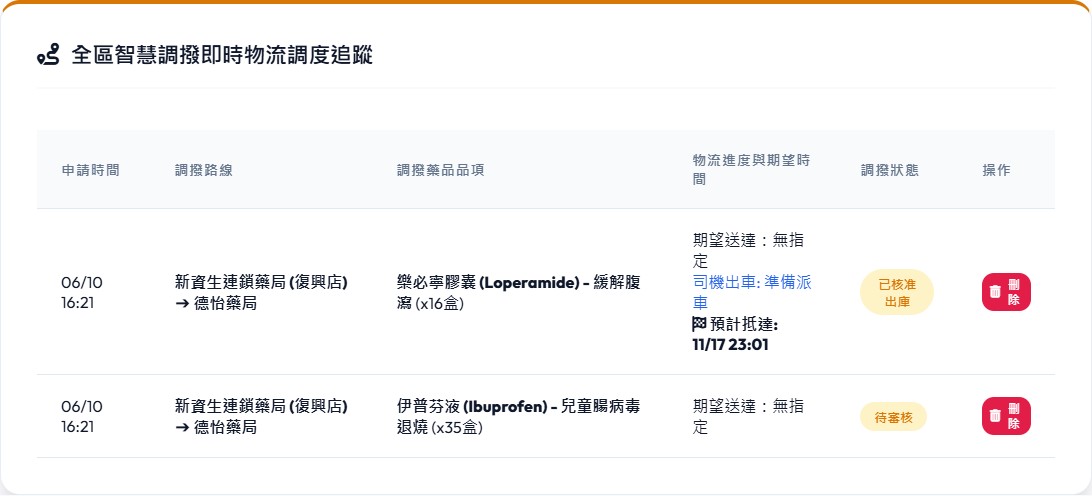 全區智慧調撥即時物流調度追蹤
申請時間
調撥路線
調撥藥品品項
物流進度與期望時
間
調撥狀態
操作
06/10
16:21
新資生連鎖藥局 (復興店)
➔ 德怡藥局
樂必寧膠囊 (Loperamide) - 緩解腹
瀉 (x16盒)
期望送達：無指
定
司機出車: 準備派
車
預計抵達:
11/17 23:01
已核准
出庫
刪
除
06/10
16:21
新資生連鎖藥局 (復興店)
➔ 德怡藥局
伊普芬液 (Ibuprofen) - 兒童腸病毒
退燒 (x35盒)
期望送達：無指
定
待審核
刪
除